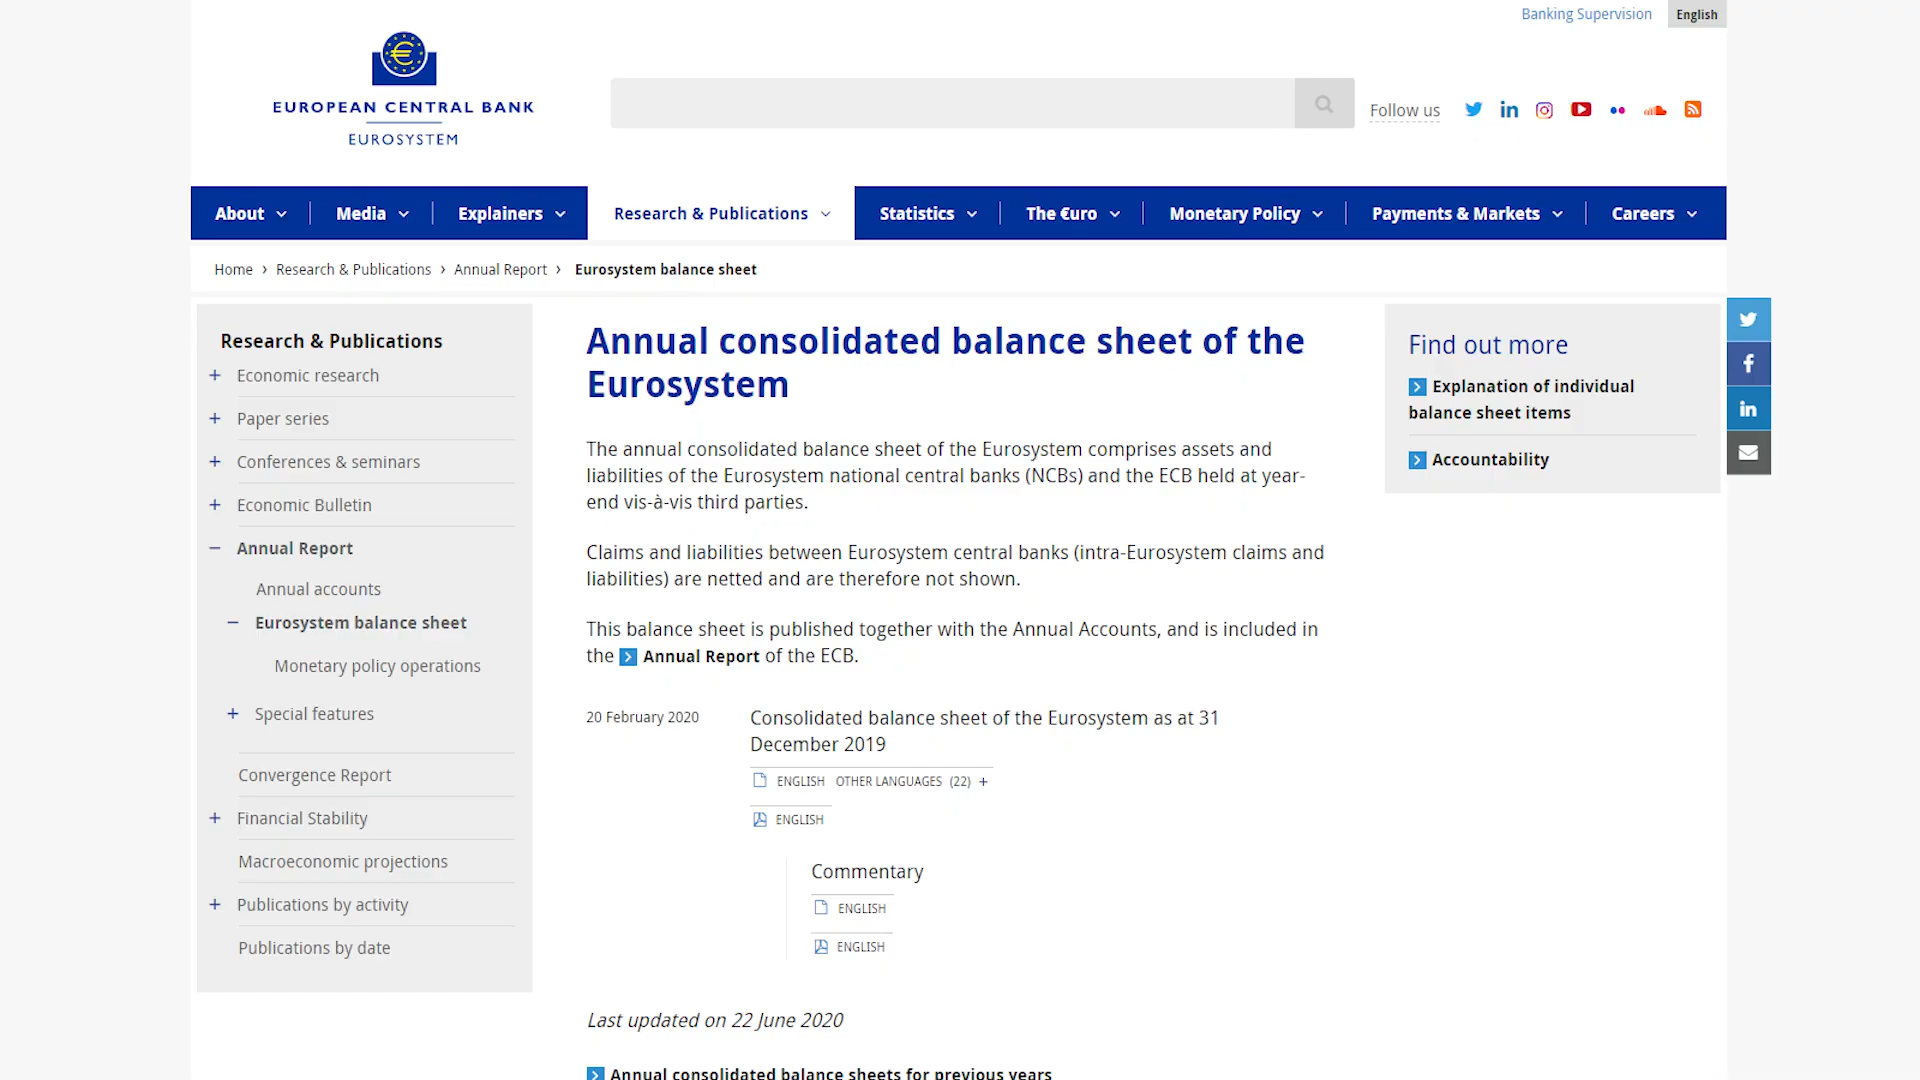 Banking Supervision
English
EUROPEAN CENTRAL BANK
EUROSYSTEM
Follow us
About
Media
Explainers
Research & Publications
Statistics
The €uro
Monetary Policy
Payments & Markets
Careers
Home › Research & Publications › Annual Report › Eurosystem balance sheet
Research & Publications
+ Economic research
+ Paper series
+ Conferences & seminars
+ Economic Bulletin
− Annual Report
Annual accounts
− Eurosystem balance sheet
Monetary policy operations
+ Special features
Convergence Report
+ Financial Stability
Macroeconomic projections
+ Publications by activity
Publications by date
Annual consolidated balance sheet of the
Eurosystem
The annual consolidated balance sheet of the Eurosystem comprises assets and
liabilities of the Eurosystem national central banks (NCBs) and the ECB held at year-
end vis-à-vis third parties.
Claims and liabilities between Eurosystem central banks (intra-Eurosystem claims and
liabilities) are netted and are therefore not shown.
This balance sheet is published together with the Annual Accounts, and is included in
the Annual Report of the ECB.
20 February 2020
Consolidated balance sheet of the Eurosystem as at 31
December 2019
ENGLISH OTHER LANGUAGES (22) +
ENGLISH
Commentary
ENGLISH
ENGLISH
Last updated on 22 June 2020
Annual consolidated balance sheets for previous years
Find out more
Explanation of individual
balance sheet items
Accountability